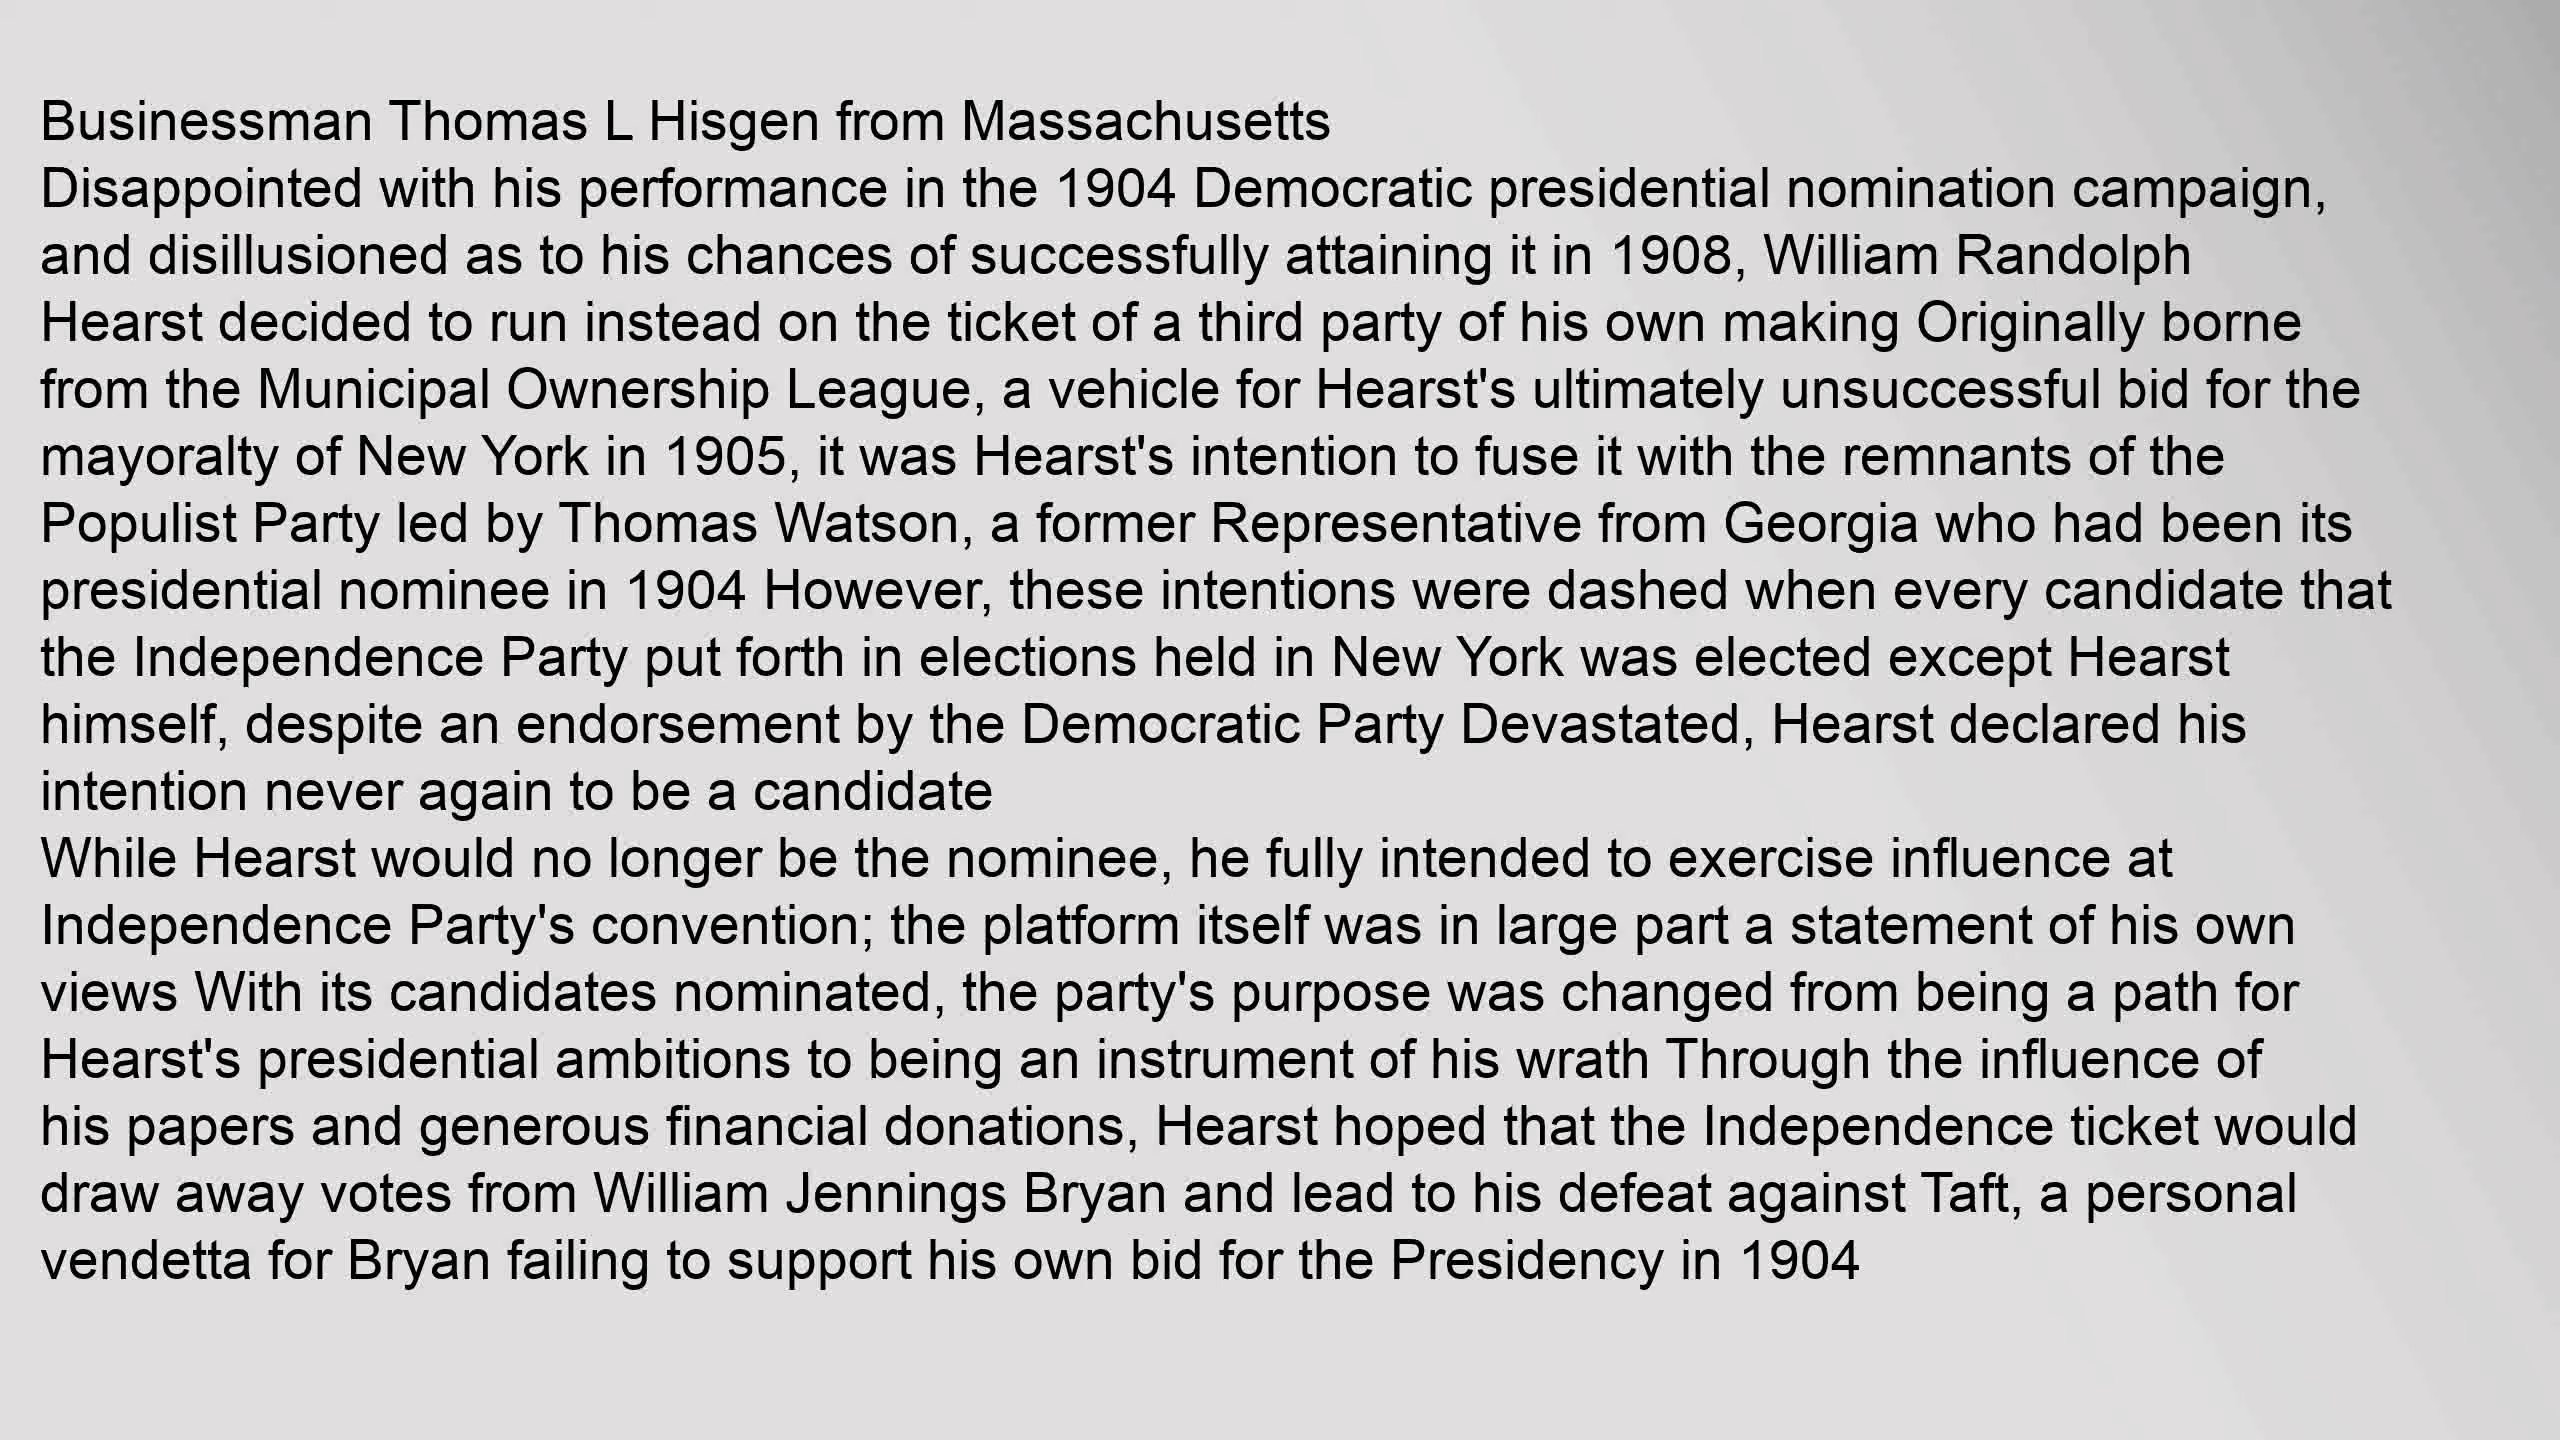 Businessman Thomas L Hisgen from Massachusetts
Disappointed with his performance in the 1904 Democratic presidential nomination campaign,
and disillusioned as to his chances of successfully attaining it in 1908, William Randolph
Hearst decided to run instead on the ticket of a third party of his own making Originally borne
from the Municipal Ownership League, a vehicle for Hearst's ultimately unsuccessful bid for the
mayoralty of New York in 1905, it was Hearst's intention to fuse it with the remnants of the
Populist Party led by Thomas Watson, a former Representative from Georgia who had been its
presidential nominee in 1904 However, these intentions were dashed when every candidate that
the Independence Party put forth in elections held in New York was elected except Hearst
himself, despite an endorsement by the Democratic Party Devastated, Hearst declared his
intention never again to be a candidate
While Hearst would no longer be the nominee, he fully intended to exercise influence at
Independence Party's convention; the platform itself was in large part a statement of his own
views With its candidates nominated, the party's purpose was changed from being a path for
Hearst's presidential ambitions to being an instrument of his wrath Through the influence of
his papers and generous financial donations, Hearst hoped that the Independence ticket would
draw away votes from William Jennings Bryan and lead to his defeat against Taft, a personal
vendetta for Bryan failing to support his own bid for the Presidency in 1904